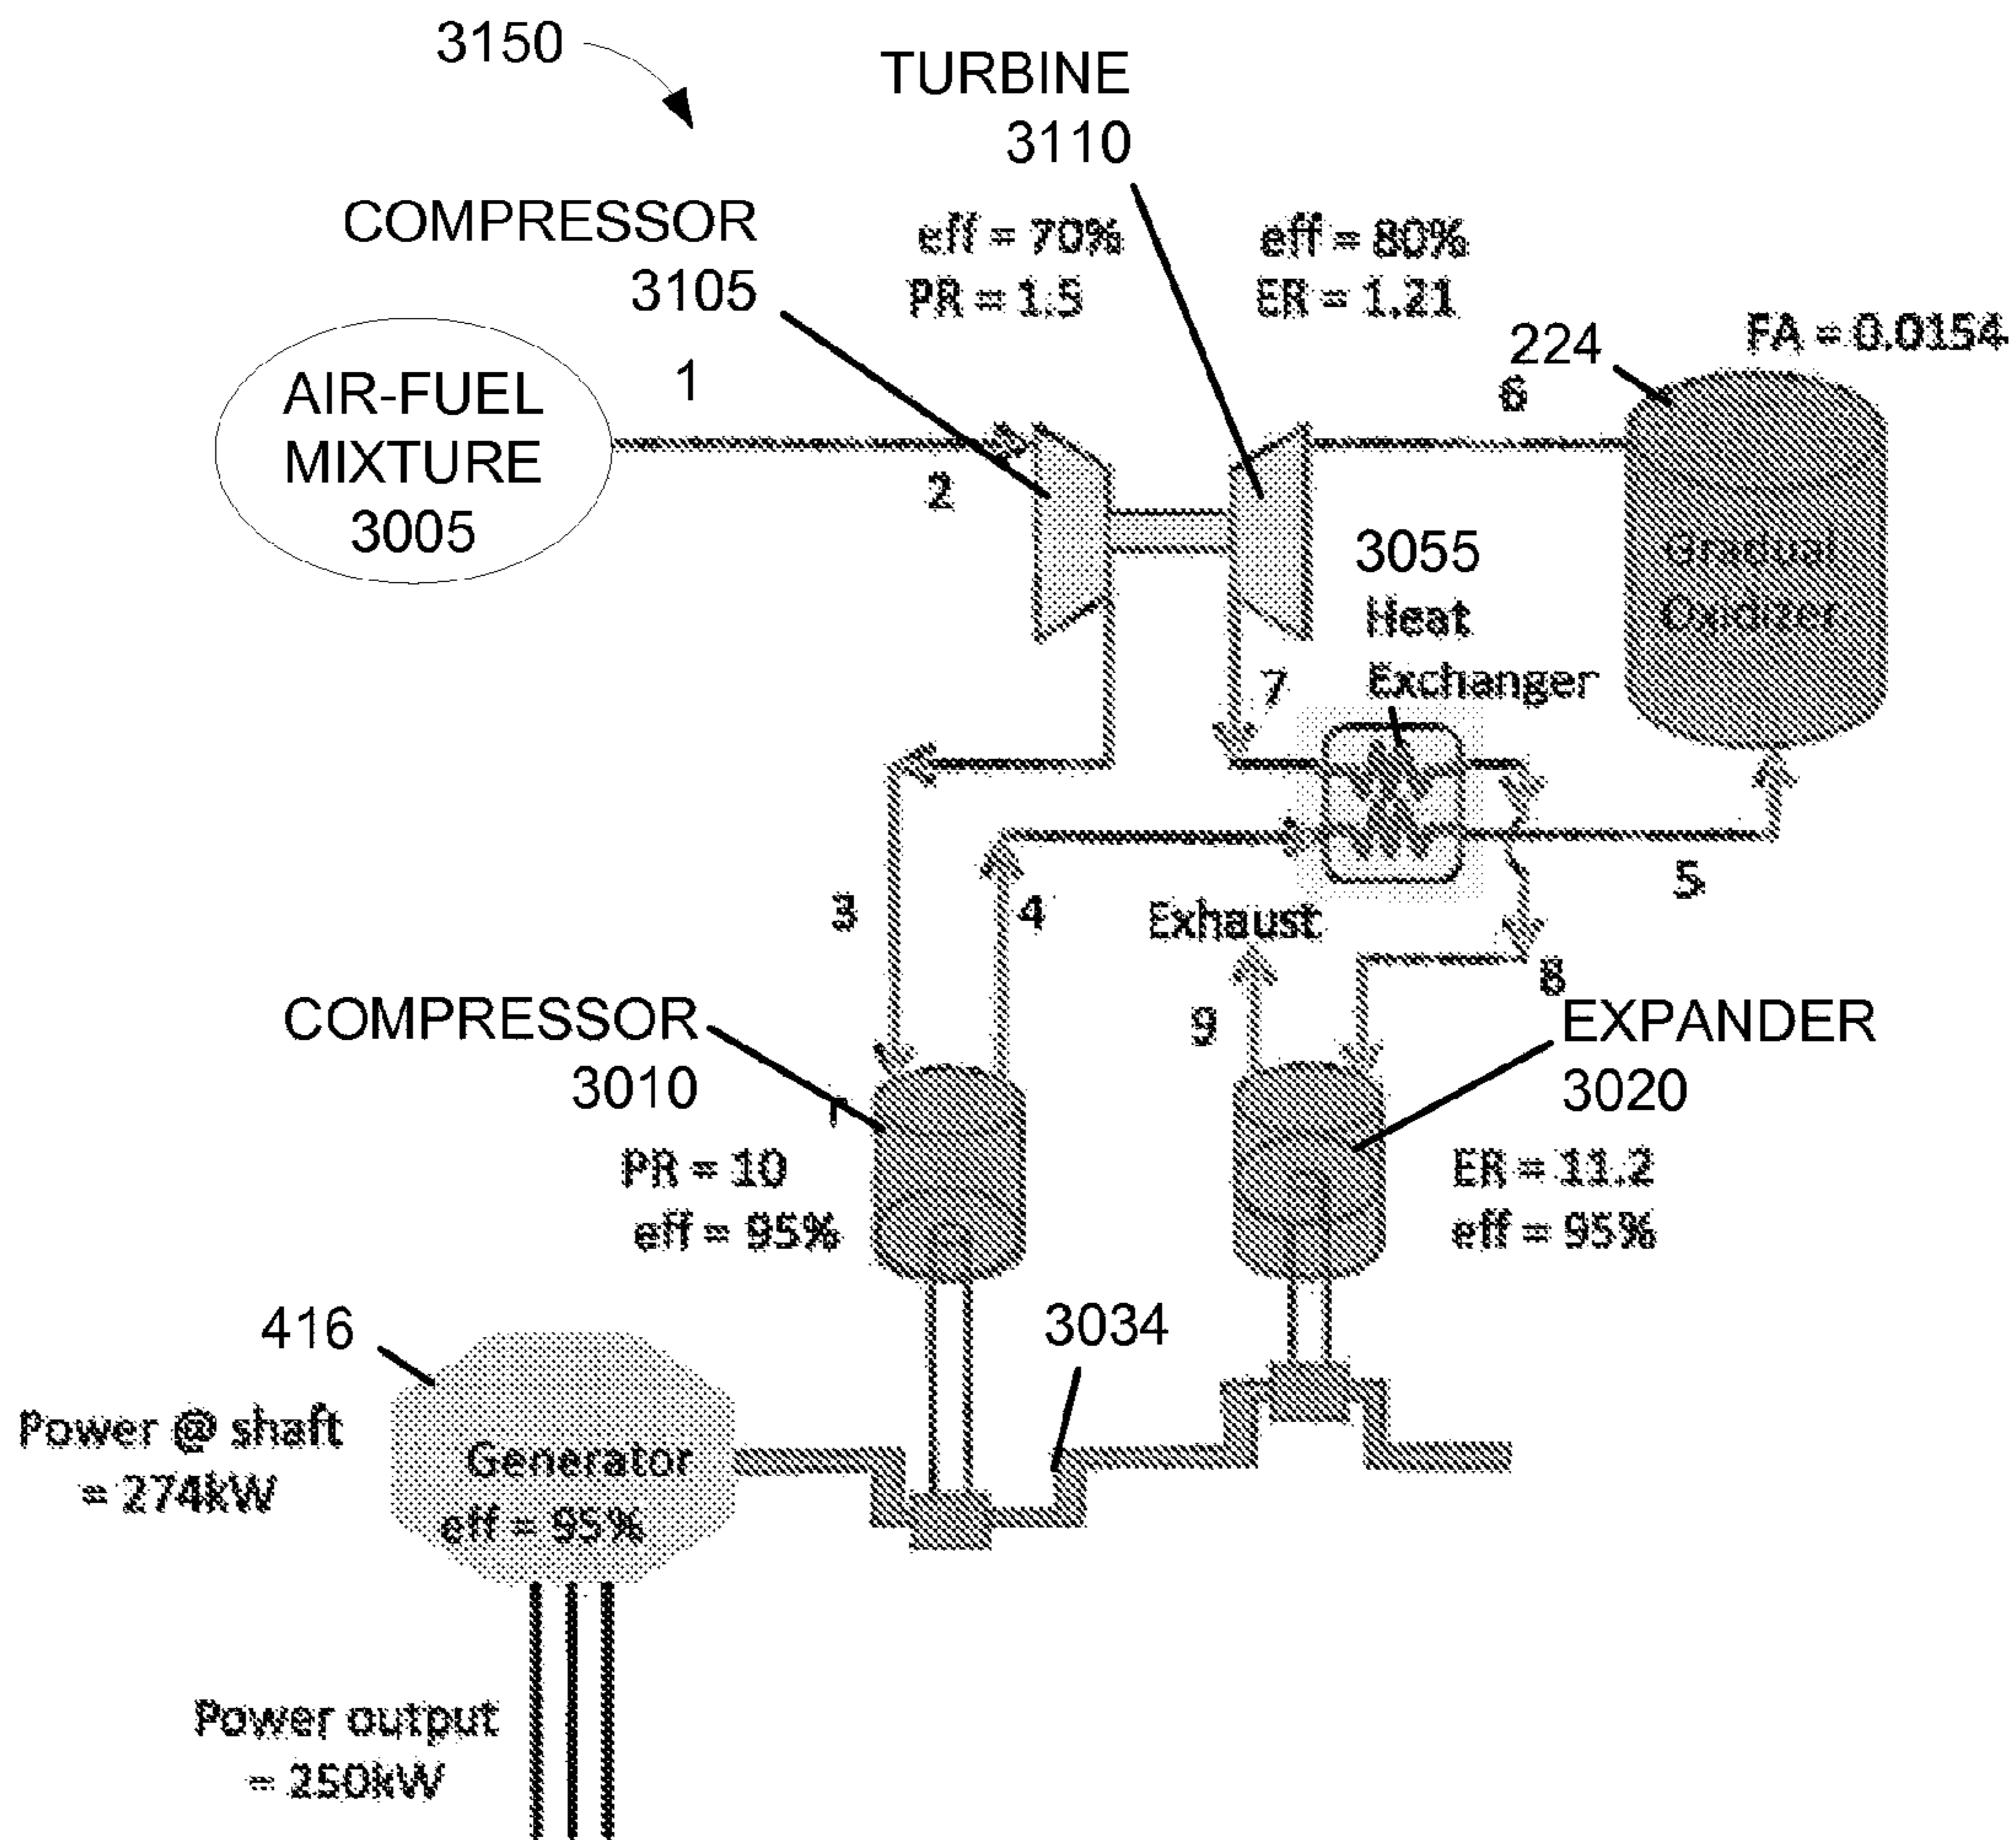 3150
TURBINE
3110
COMPRESSOR
3105
eff = 70%
PR = 1.5
eff = 80%
ER = 1.21
224
FA = 0.0154
AIR-FUEL
MIXTURE
3005
1
2
6
Gradual
Oxidizer
3055
Heat
Exchanger
7
3
4
5
Exhaust
8
9
COMPRESSOR
3010
PR = 10
eff = 95%
EXPANDER
3020
ER = 11.2
eff = 95%
416
3034
Power @ shaft
= 274kW
Generator
eff = 95%
Power output
= 250kW